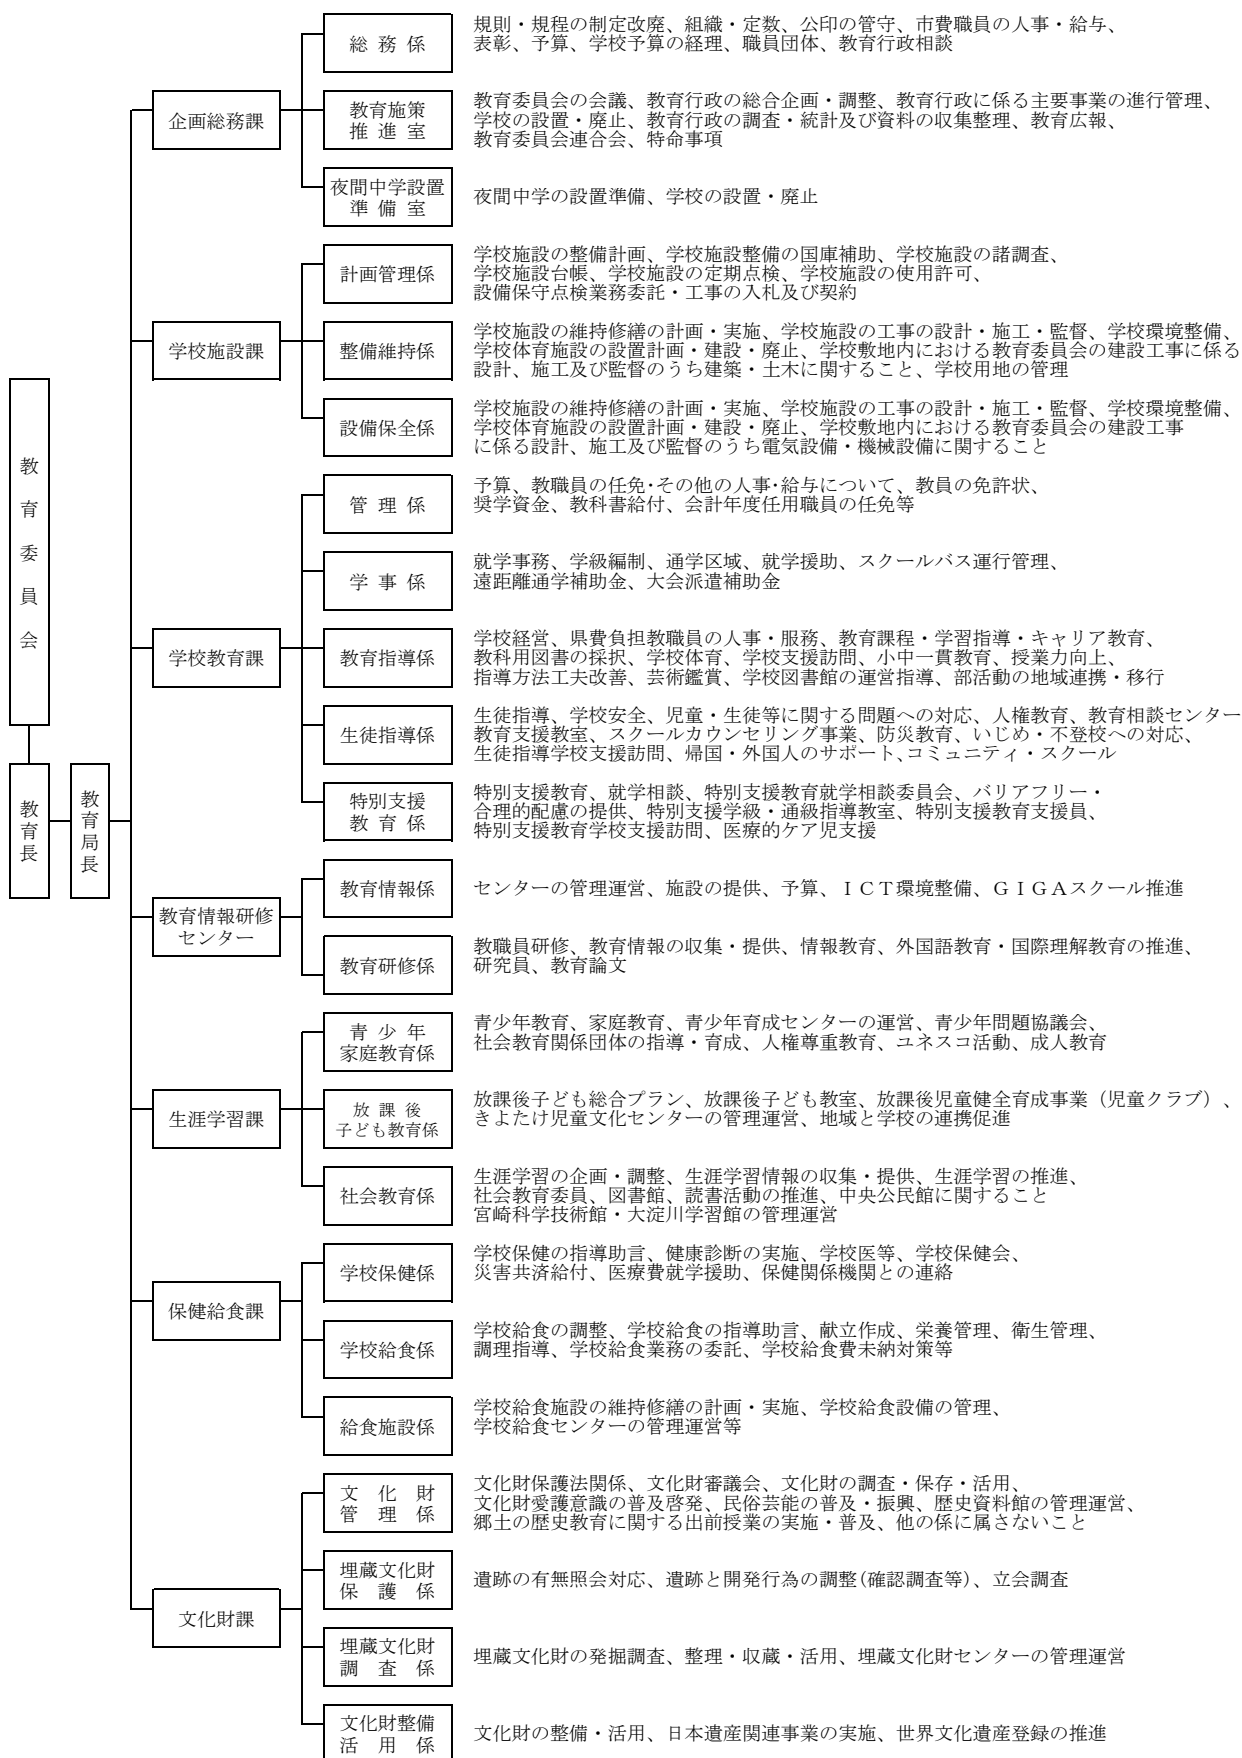 教育委員会
教育長
教育局長
企画総務課
総務係
規則・規程の制定改廃、組織・定数、公印の管守、市費職員の人事・給与、
表彰、予算、学校予算の経理、職員団体、教育行政相談
教育施策
推進室
教育委員会の会議、教育行政の総合企画・調整、教育行政に係る主要事業の進行管理、
学校の設置・廃止、教育行政の調査・統計及び資料の収集整理、教育広報、
教育委員会連合会、特命事項
夜間中学設置
準備室
夜間中学の設置準備、学校の設置・廃止
学校施設課
計画管理係
学校施設の整備計画、学校施設整備の国庫補助、学校施設の諸調査、
学校施設台帳、学校施設の定期点検、学校施設の使用許可、
設備保守点検業務委託・工事の入札及び契約
整備維持係
学校施設の維持修繕の計画・実施、学校施設の工事の設計・施工・監督、学校環境整備、
学校体育施設の設置計画・建設・廃止、学校敷地内における教育委員会の建設工事に係る
設計、施工及び監督のうち建築・土木に関すること、学校用地の管理
設備保全係
学校施設の維持修繕の計画・実施、学校施設の工事の設計・施工・監督、学校環境整備、
学校体育施設の設置計画・建設・廃止、学校敷地内における教育委員会の建設工事
に係る設計、施工及び監督のうち電気設備・機械設備に関すること
学校教育課
管理係
予算、教職員の任免・その他の人事・給与について、教員の免許状、
奨学資金、教科書給付、会計年度任用職員の任免等
学事係
就学事務、学級編制、通学区域、就学援助、スクールバス運行管理、
遠距離通学補助金、大会派遣補助金
教育指導係
学校経営、県費負担教職員の人事・服務、教育課程・学習指導・キャリア教育、
教科用図書の採択、学校体育、学校支援訪問、小中一貫教育、授業力向上、
指導方法工夫改善、芸術鑑賞、学校図書館の運営指導、部活動の地域連携・移行
生徒指導係
生徒指導、学校安全、児童・生徒等に関する問題への対応、人権教育、教育相談センター
教育支援教室、スクールカウンセリング事業、防災教育、いじめ・不登校への対応、
生徒指導学校支援訪問、帰国・外国人のサポート、コミュニティ・スクール
特別支援
教育係
特別支援教育、就学相談、特別支援教育就学相談委員会、バリアフリー・
合理的配慮の提供、特別支援学級・通級指導教室、特別支援教育支援員、
特別支援教育学校支援訪問、医療的ケア児支援
教育情報研修
センター
教育情報係
センターの管理運営、施設の提供、予算、ＩＣＴ環境整備、ＧＩＧＡスクール推進
教育研修係
教職員研修、教育情報の収集・提供、情報教育、外国語教育・国際理解教育の推進、
研究員、教育論文
生涯学習課
青少年
家庭教育係
青少年教育、家庭教育、青少年育成センターの運営、青少年問題協議会、
社会教育関係団体の指導・育成、人権尊重教育、ユネスコ活動、成人教育
放課後
子ども教育係
放課後子ども総合プラン、放課後子ども教室、放課後児童健全育成事業（児童クラブ）、
きよたけ児童文化センターの管理運営、地域と学校の連携促進
社会教育係
生涯学習の企画・調整、生涯学習情報の収集・提供、生涯学習の推進、
社会教育委員、図書館、読書活動の推進、中央公民館に関すること
宮崎科学技術館・大淀川学習館の管理運営
保健給食課
学校保健係
学校保健の指導助言、健康診断の実施、学校医等、学校保健会、
災害共済給付、医療費就学援助、保健関係機関との連絡
学校給食係
学校給食の調整、学校給食の指導助言、献立作成、栄養管理、衛生管理、
調理指導、学校給食業務の委託、学校給食費未納対策等
給食施設係
学校給食施設の維持修繕の計画・実施、学校給食設備の管理、
学校給食センターの管理運営等
文化財課
文化財
管理係
文化財保護法関係、文化財審議会、文化財の調査・保存・活用、
文化財愛護意識の普及啓発、民俗芸能の普及・振興、歴史資料館の管理運営、
郷土の歴史教育に関する出前授業の実施・普及、他の係に属さないこと
埋蔵文化財
保護係
遺跡の有無照会対応、遺跡と開発行為の調整(確認調査等)、立会調査
埋蔵文化財
調査係
埋蔵文化財の発掘調査、整理・収蔵・活用、埋蔵文化財センターの管理運営
文化財整備
活用係
文化財の整備・活用、日本遺産関連事業の実施、世界文化遺産登録の推進